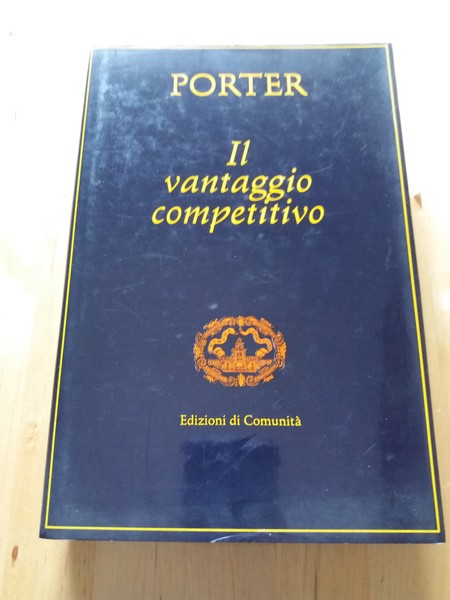 PORTER
Il
vantaggio
competitivo
Edizioni di Comunità